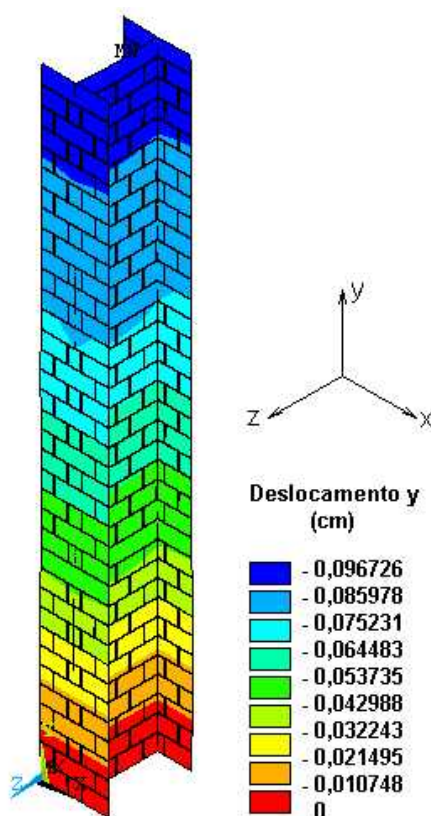 MN
y
z
x
Deslocamento y
(cm)
- 0,096726
- 0,085978
- 0,075231
- 0,064483
- 0,053735
- 0,042988
- 0,032243
- 0,021495
- 0,010748
0
Z